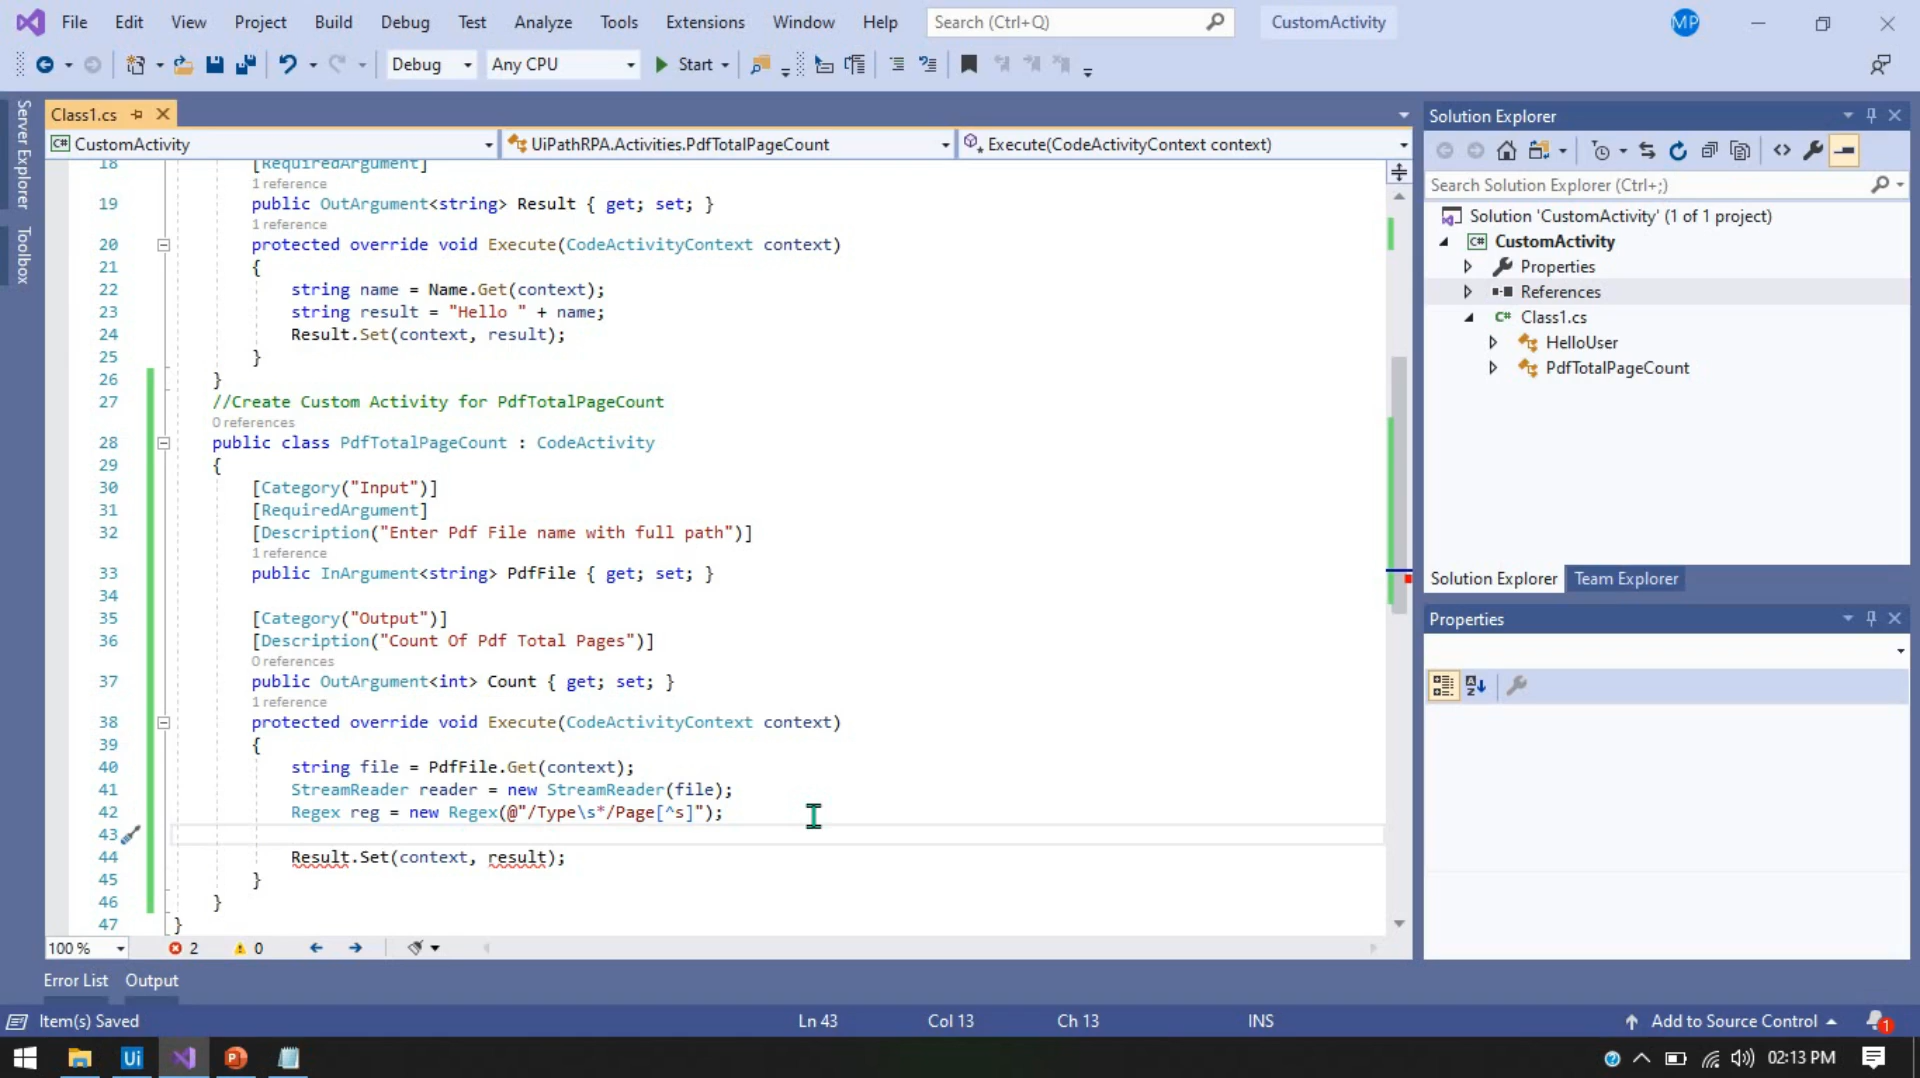 File Edit View Project Build Debug Test Analyze Tools Extensions Window Help Search (Ctrl+Q) CustomActivity MP
Debug Any CPU Start
Server Explorer
Toolbox
Class1.cs
CustomActivity UiPathRPA.Activities.PdfTotalPageCount Execute(CodeActivityContext context)
18 [RequiredArgument]
1 reference
19 public OutArgument<string> Result { get; set; }
1 reference
20 protected override void Execute(CodeActivityContext context)
21 {
22 string name = Name.Get(context);
23 string result = "Hello " + name;
24 Result.Set(context, result);
25 }
26 }
27 //Create Custom Activity for PdfTotalPageCount
0 references
28 public class PdfTotalPageCount : CodeActivity
29 {
30 [Category("Input")]
31 [RequiredArgument]
32 [Description("Enter Pdf File name with full path")]
1 reference
33 public InArgument<string> PdfFile { get; set; }
34
35 [Category("Output")]
36 [Description("Count Of Pdf Total Pages")]
0 references
37 public OutArgument<int> Count { get; set; }
1 reference
38 protected override void Execute(CodeActivityContext context)
39 {
40 string file = PdfFile.Get(context);
41 StreamReader reader = new StreamReader(file);
42 Regex reg = new Regex(@"/Type\s*/Page[^s]");
43
44 Result.Set(context, result);
45 }
46 }
47 }
100 % 2 0
Error List Output
Solution Explorer
Search Solution Explorer (Ctrl+;)
Solution 'CustomActivity' (1 of 1 project)
C# CustomActivity
Properties
References
C# Class1.cs
HelloUser
PdfTotalPageCount
Solution Explorer Team Explorer
Properties
Item(s) Saved Ln 43 Col 13 Ch 13 INS Add to Source Control 1
Ui 02:13 PM